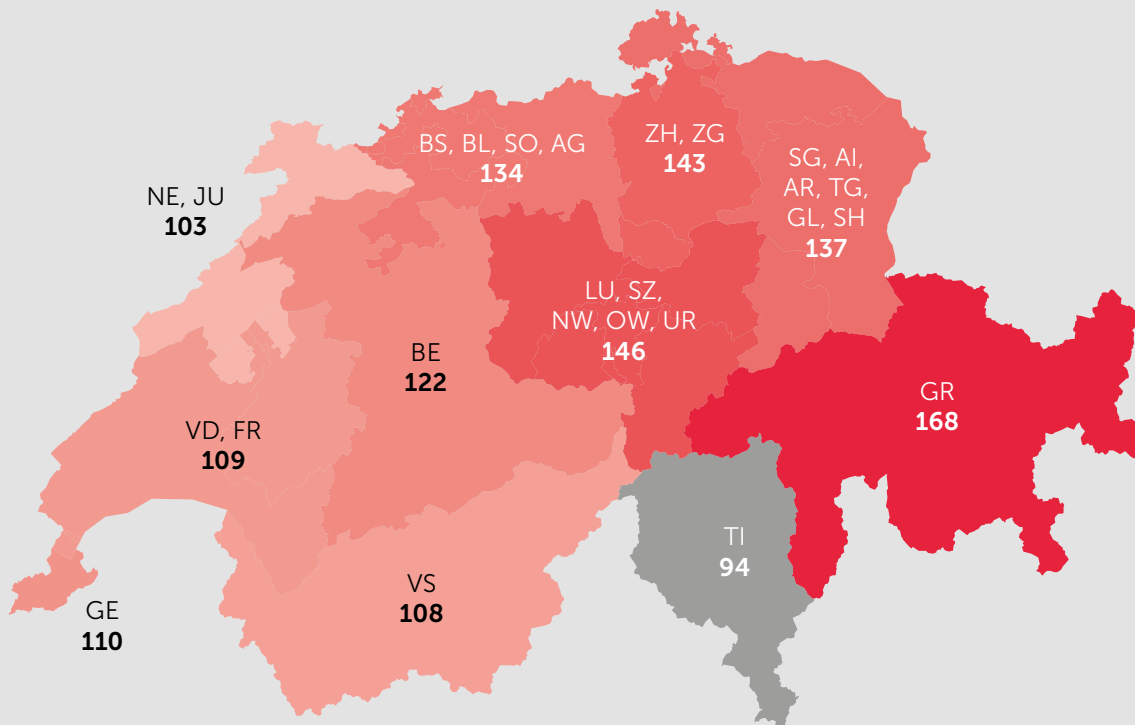 BS, BL, SO, AG
134
ZH, ZG
143
SG, AI,
AR, TG,
GL, SH
137
NE, JU
103
LU, SZ,
NW, OW, UR
146
BE
122
GR
168
VD, FR
109
TI
94
VS
108
GE
110